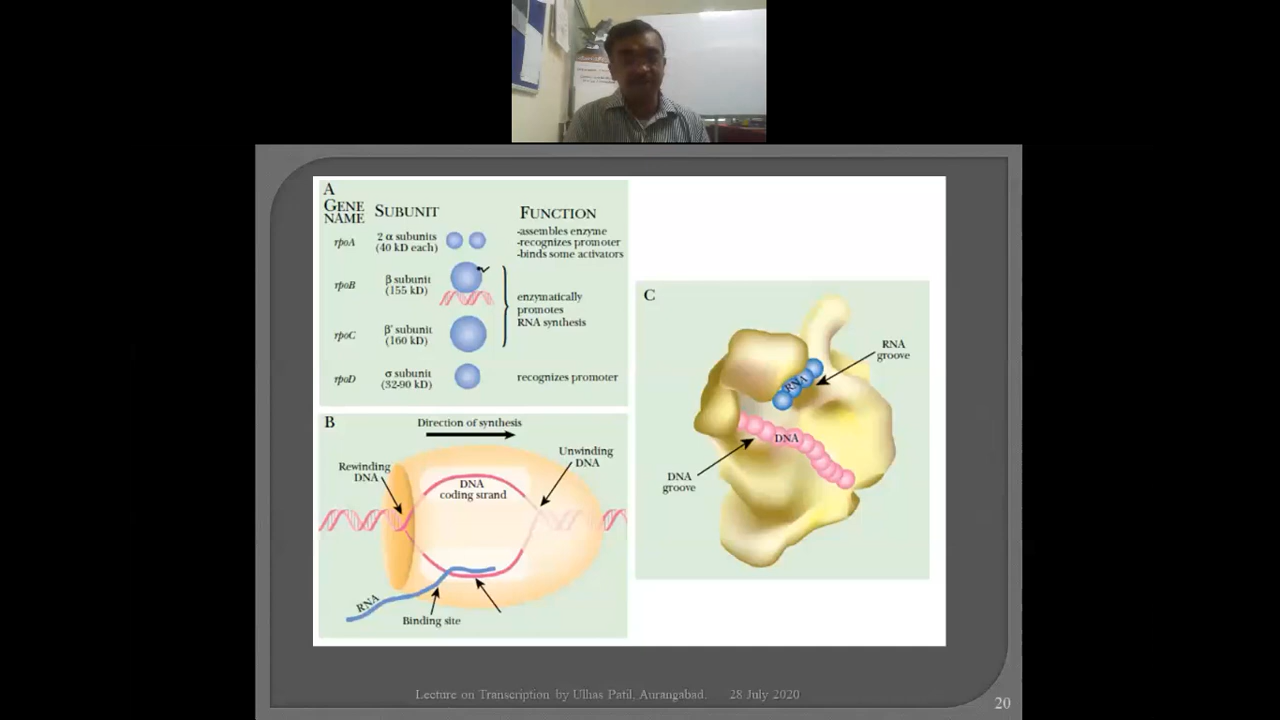 A
GENE
NAME
SUBUNIT
FUNCTION
rpoA
2 α subunits
(40 kD each)
-assembles enzyme
-recognizes promoter
-binds some activators
rpoB
β subunit
(155 kD)
enzymatically
promotes
RNA synthesis
rpoC
β' subunit
(160 kD)
rpoD
σ subunit
(32-90 kD)
recognizes promoter
B
Direction of synthesis
Rewinding
DNA
DNA
coding strand
Unwinding
DNA
RNA
Binding site
C
RNA
groove
RNA
DNA
DNA
groove
Lecture on Transcription by Ulhas Patil, Aurangabad. 28 July 2020
20